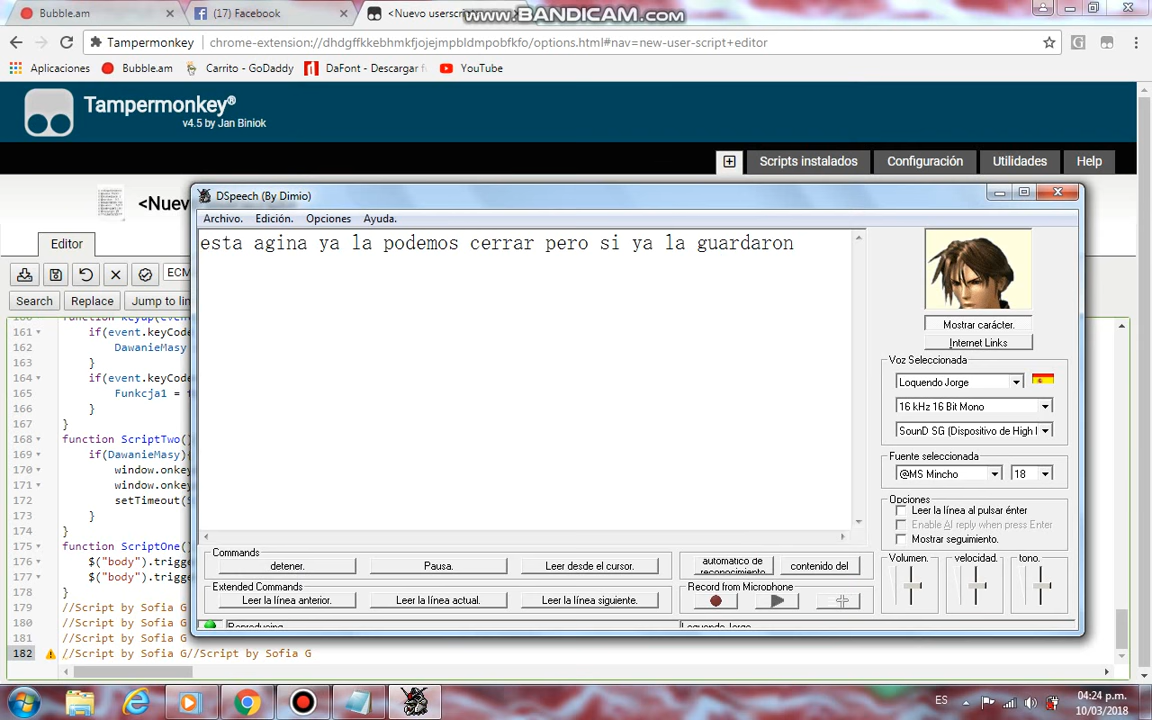 Bubble.am
(17) Facebook
<Nuevo userscr
www.BANDICAM.com
Tampermonkey
chrome-extension://dhdgffkkebhmkfjojejmpbldmpobfkfo/options.html#nav=new-user-script+editor
Aplicaciones
Bubble.am
Carrito - GoDaddy
DaFont - Descargar f
YouTube
Tampermonkey®
v4.5 by Jan Biniok
Scripts instalados
Configuración
Utilidades
Help
<Nuev
Editor
ECM
Search
Replace
Jump to lin
DSpeech (By Dimio)
Archivo.
Edición.
Opciones
Ayuda.
esta agina ya la podemos cerrar pero si ya la guardaron
Mostrar carácter.
Internet Links
Voz Seleccionada
Loquendo Jorge
16 kHz 16 Bit Mono
SounD SG (Dispositivo de High I
Fuente seleccionada
@MS Mincho
18
Opciones
Leer la línea al pulsar énter
Enable AI reply when press Enter
Mostrar seguimiento.
Volumen.
velocidad.
tono.
Commands
detener.
Pausa.
Leer desde el cursor.
automatico de
reconocimiento
contenido del
Extended Commands
Leer la línea anterior.
Leer la línea actual.
Leer la línea siguiente.
Record from Microphone
Reproducing
Loquendo Jorge
161 if(event.keyCode
162 DawanieMasy
163 }
164 if(event.keyCode
165 Funkcja1 = t
166 }
167 }
168 function ScriptTwo()
169 if(DawanieMasy)
170 window.onkey
171 window.onkey
172 setTimeout(S
173 }
174 }
175 function ScriptOne()
176 $("body").trigge
177 $("body").trigge
178 }
179 //Script by Sofia G
180 //Script by Sofia G
181 //Script by Sofia G
182 //Script by Sofia G//Script by Sofia G
ES
04:24 p.m.
10/03/2018